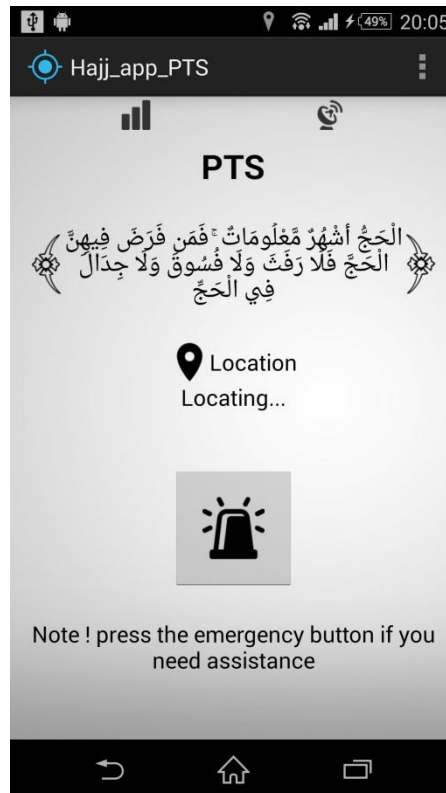 49% 20:05
Hajj_app_PTS
PTS
الْحَجُّ أَشْهُرٌ مَّعْلُومَاتٌ ۚ فَمَن فَرَضَ فِيهِنَّ
الْحَجَّ فَلَا رَفَثَ وَلَا فُسُوقَ وَلَا جِدَالَ
فِي الْحَجِّ
Location
Locating...
Note ! press the emergency button if you
need assistance